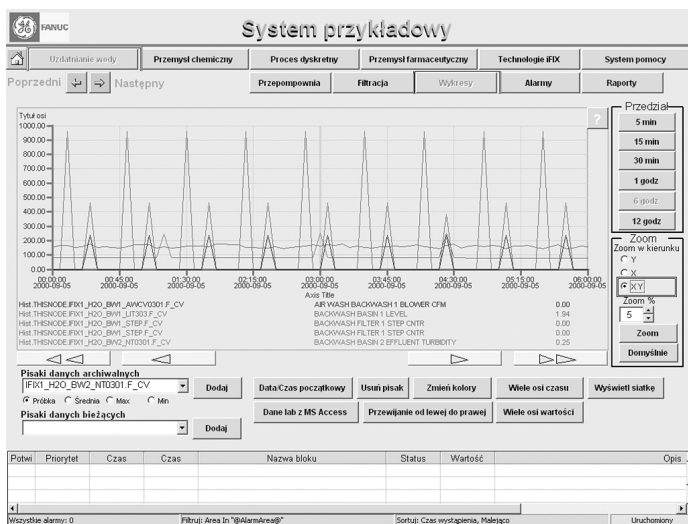 GE FANUC
System przykładowy
Uzdatnianie wody Przemysł chemiczny Proces dyskretny Przemysł farmaceutyczny Technologie iFIX System pomocy
Poprzedni Następny Przepompownia Filtracja Wykresy Alarmy Raporty
Tytuł osi
?
1000.00
900.00
800.00
700.00
600.00
500.00
400.00
300.00
200.00
100.00
0.00
00:00:00 00:45:00 01:30:00 02:15:00 03:00:00 03:45:00 04:30:00 05:15:00 06:00:00
2000-09-05 2000-09-05 2000-09-05 2000-09-05 2000-09-05 2000-09-05 2000-09-05 2000-09-05 2000-09-05
Axis Title
Hist.THISNODE.IFIX1_H2O_BW1_AWCV0301.F_CV AIR WASH BACKWASH 1 BLOWER CFM 0.00
Hist.THISNODE.IFIX1_H2O_BW1_LIT303.F_CV BACKWASH BASIN 1 LEVEL 1.94
Hist.THISNODE.IFIX1_H2O_BW1_STEP.F_CV BACKWASH FILTER 1 STEP CNTR 0.00
Hist.THISNODE.IFIX1_H2O_BW1_STEP.F_CV BACKWASH FILTER 1 STEP CNTR 0.00
Hist.THISNODE.IFIX1_H2O_BW2_NT0301.F_CV BACKWASH BASIN 2 EFFLUENT TURBIDITY 0.25
Przedział
5 min
15 min
30 min
1 godz
6 godz
12 godz
Zoom
Zoom w kierunku
Y
X
XY
Zoom %
5
Zoom
Domyślnie
Pisaki danych archiwalnych
IFIX1_H2O_BW2_NT0301.F_CV Dodaj
Próbka Średnia Max Min
Pisaki danych bieżących
Dodaj
Data/Czas początkowy Usuń pisak Zmień kolory Wiele osi czasu Wyświetl siatkę
Dane lab z MS Access Przewijanie od lewej do prawej Wiele osi wartości
Potwi Priorytet Czas Czas Nazwa bloku Status Wartość Opis
Wszystkie alarmy: 0 Filtruj: Area In "@AlarmArea@" Sortuj: Czas wystąpienia, Malejąco Uruchomiony